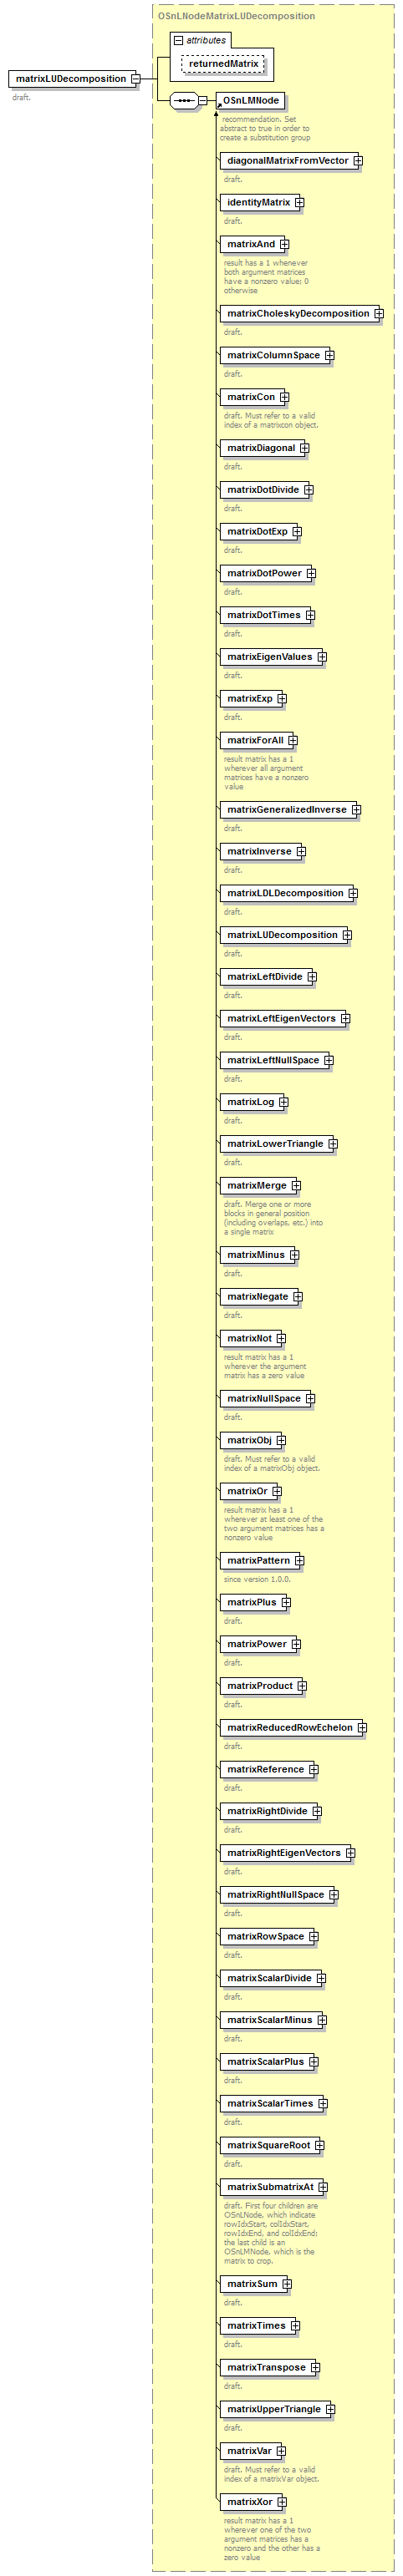 OSnLNodeMatrixLUDecomposition
attributes
returnedMatrix
matrixLUDecomposition
draft.
OSnLMNode
recommendation. Set
abstract to true in order to
create a substitution group
diagonalMatrixFromVector
draft.
identityMatrix
draft.
matrixAnd
result has a 1 whenever
both argument matrices
have a nonzero value; 0
otherwise
matrixCholeskyDecomposition
draft.
matrixColumnSpace
draft.
matrixCon
draft. Must refer to a valid
index of a matrixcon object.
matrixDiagonal
draft.
matrixDotDivide
draft.
matrixDotExp
draft.
matrixDotPower
draft.
matrixDotTimes
draft.
matrixEigenValues
draft.
matrixExp
draft.
matrixForAll
result matrix has a 1
wherever all argument
matrices have a nonzero
value
matrixGeneralizedInverse
draft.
matrixInverse
draft.
matrixLDLDecomposition
draft.
matrixLUDecomposition
draft.
matrixLeftDivide
draft.
matrixLeftEigenVectors
draft.
matrixLeftNullSpace
draft.
matrixLog
draft.
matrixLowerTriangle
draft.
matrixMerge
draft. Merge one or more
blocks in general position
(including overlaps, etc.) into
a single matrix
matrixMinus
draft.
matrixNegate
draft.
matrixNot
result matrix has a 1
wherever the argument
matrix has a zero value
matrixNullSpace
draft.
matrixObj
draft. Must refer to a valid
index of a matrixObj object.
matrixOr
result matrix has a 1
wherever at least one of the
two argument matrices has a
nonzero value
matrixPattern
since version 1.0.0.
matrixPlus
draft.
matrixPower
draft.
matrixProduct
draft.
matrixReducedRowEchelon
draft.
matrixReference
draft.
matrixRightDivide
draft.
matrixRightEigenVectors
draft.
matrixRightNullSpace
draft.
matrixRowSpace
draft.
matrixScalarDivide
draft.
matrixScalarMinus
draft.
matrixScalarPlus
draft.
matrixScalarTimes
draft.
matrixSquareRoot
draft.
matrixSubmatrixAt
draft. First four children are
OSnLNode, which indicate
rowIdxStart, colIdxStart,
rowIdxEnd, and colIdxEnd;
the last child is an
OSnLMNode, which is the
matrix to crop.
matrixSum
draft.
matrixTimes
draft.
matrixTranspose
draft.
matrixUpperTriangle
draft.
matrixVar
draft. Must refer to a valid
index of a matrixVar object.
matrixXor
result matrix has a 1
wherever one of the two
argument matrices has a
nonzero and the other has a
zero value